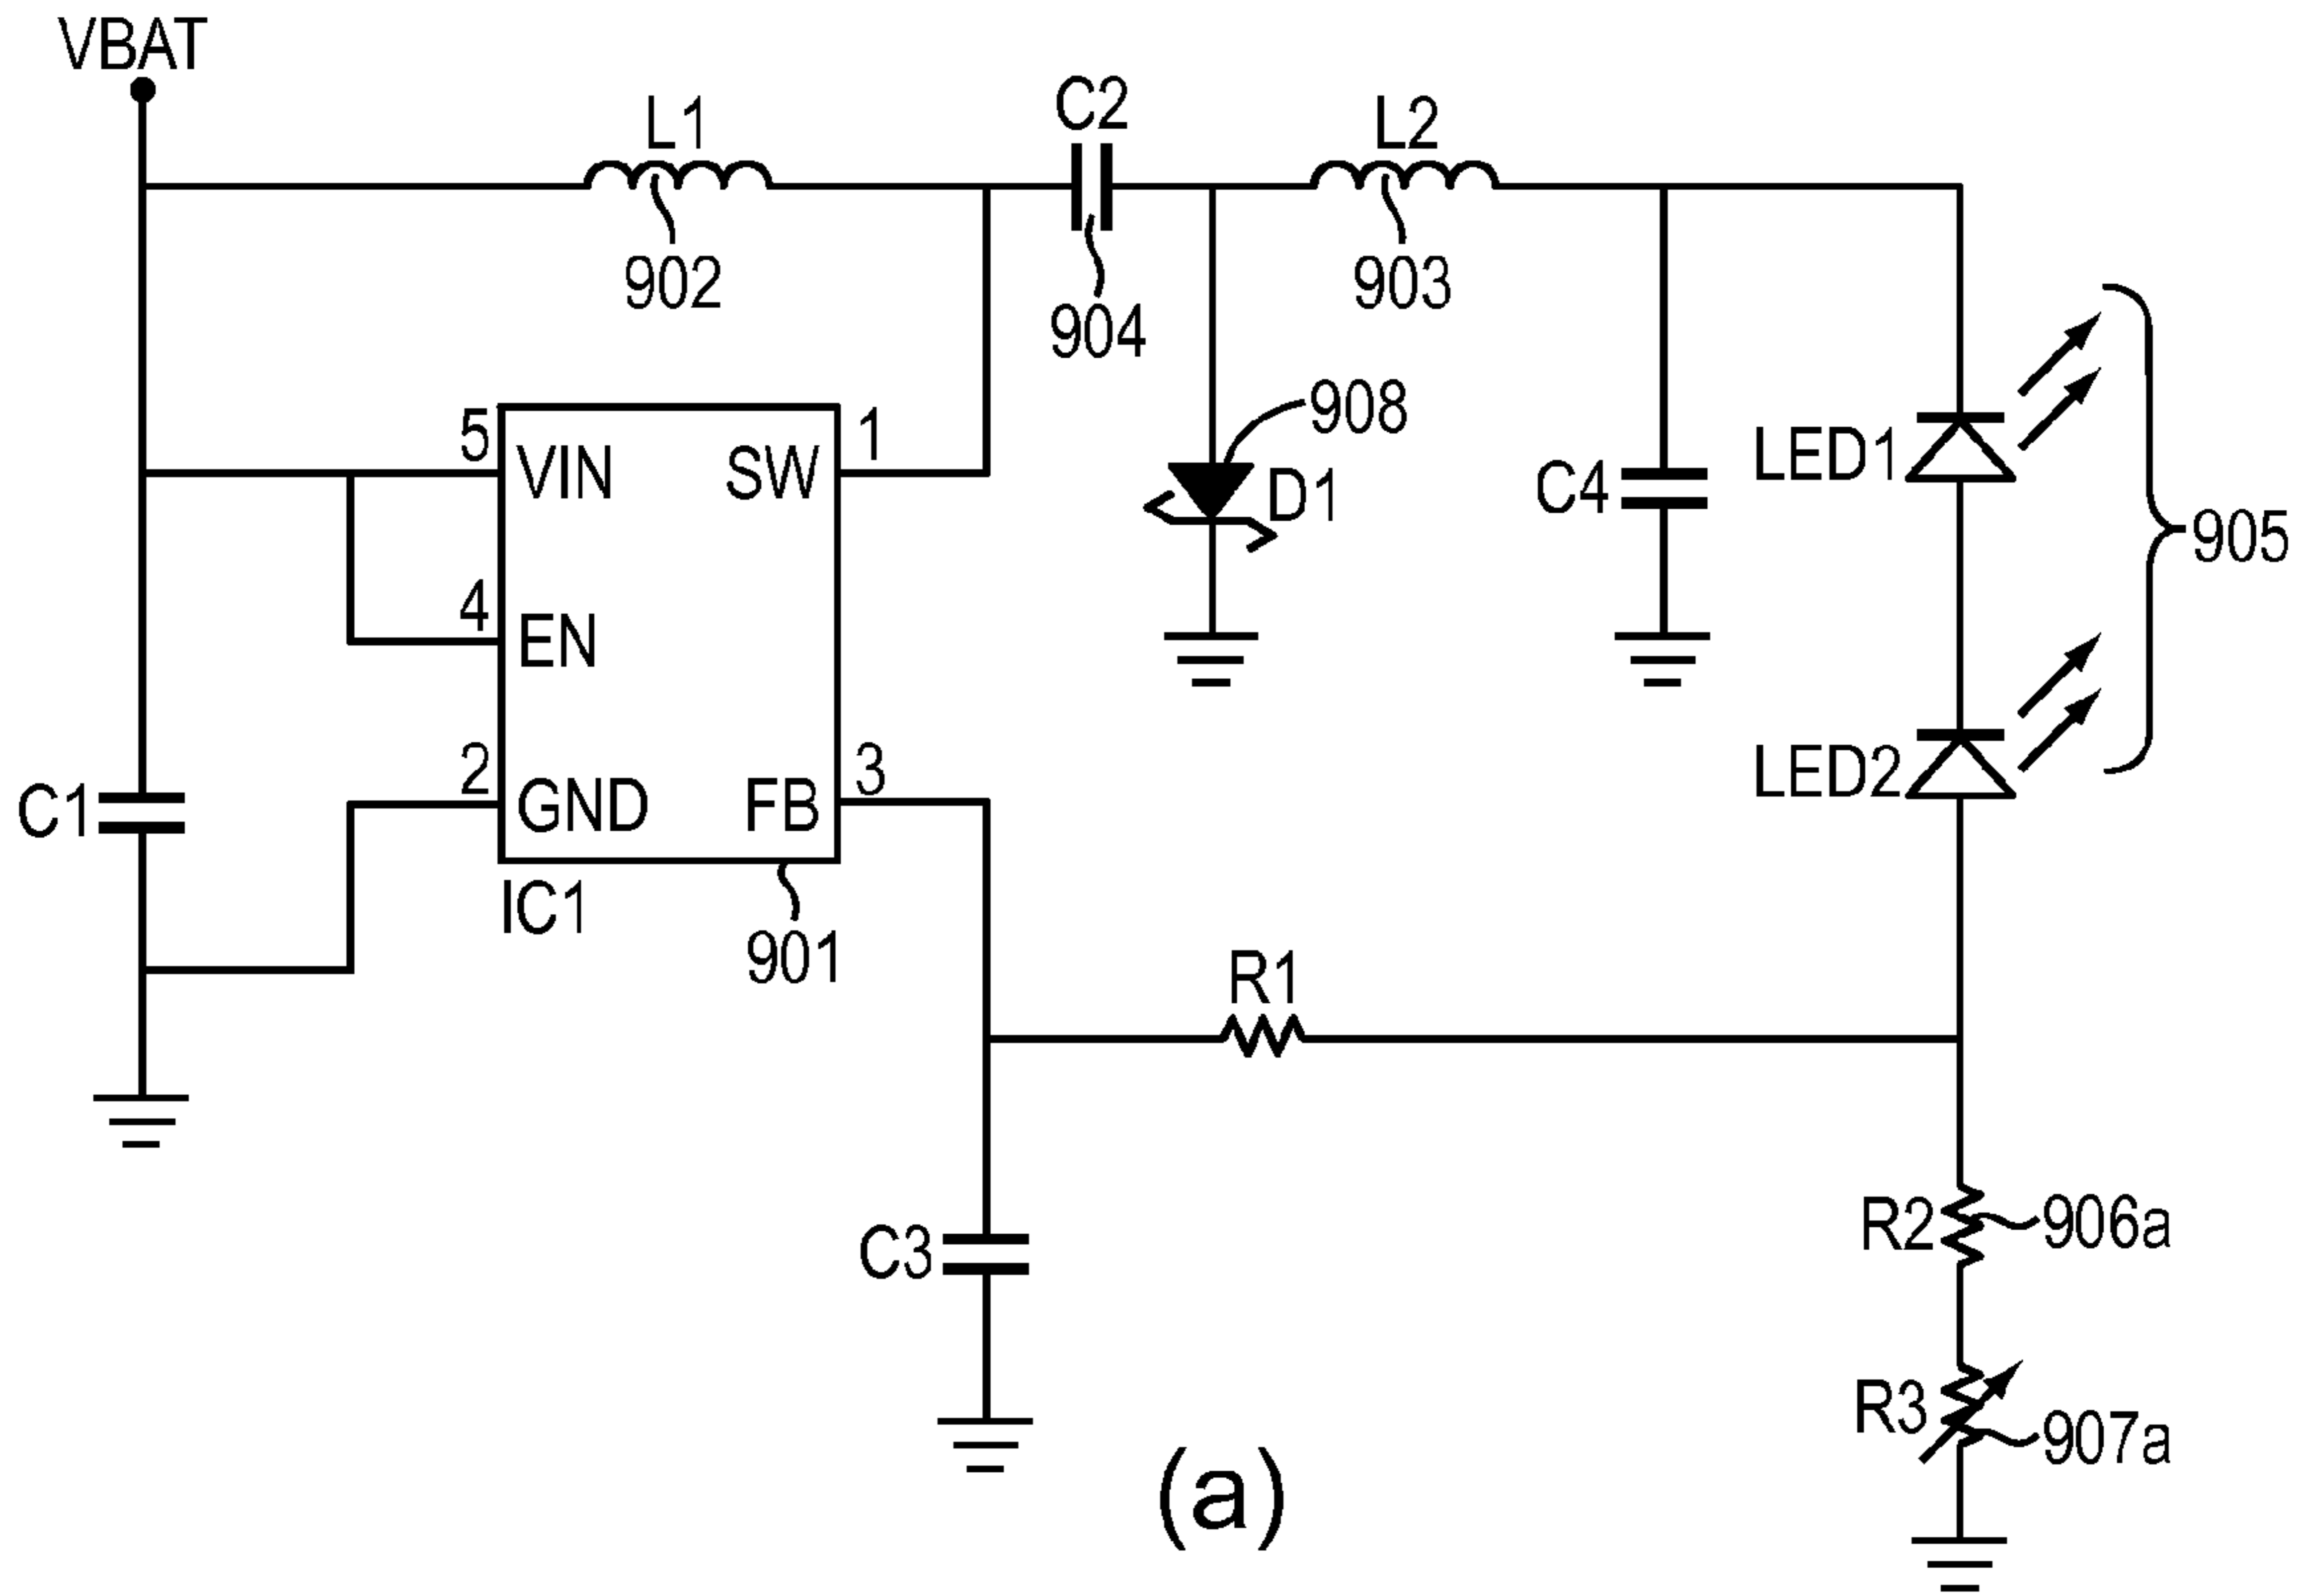 VBAT
L1
C2
L2
902
904
903
908
5
VIN
SW
1
D1
C4
LED1
905
4
EN
2
GND
FB
3
LED2
C1
IC1
901
R1
C3
R2
906a
R3
907a
(a)